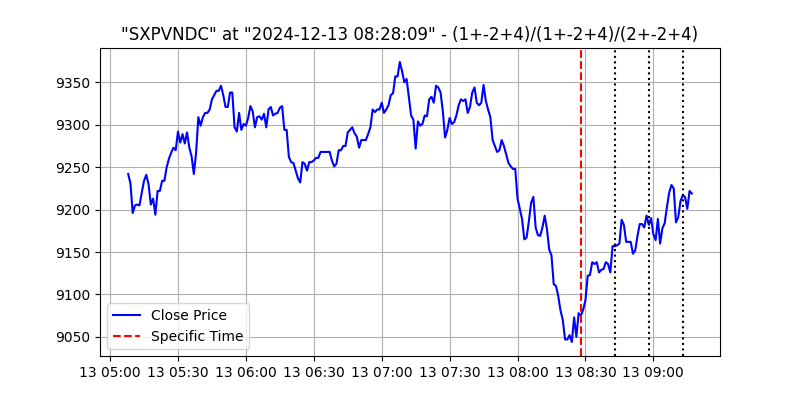 "SXPVNDC" at "2024-12-13 08:28:09" - (1+-2+4)/(1+-2+4)/(2+-2+4)
9350
9300
9250
9200
9150
9100
9050
Close Price
Specific Time
13 05:00 13 05:30 13 06:00 13 06:30 13 07:00 13 07:30 13 08:00 13 08:30 13 09:00